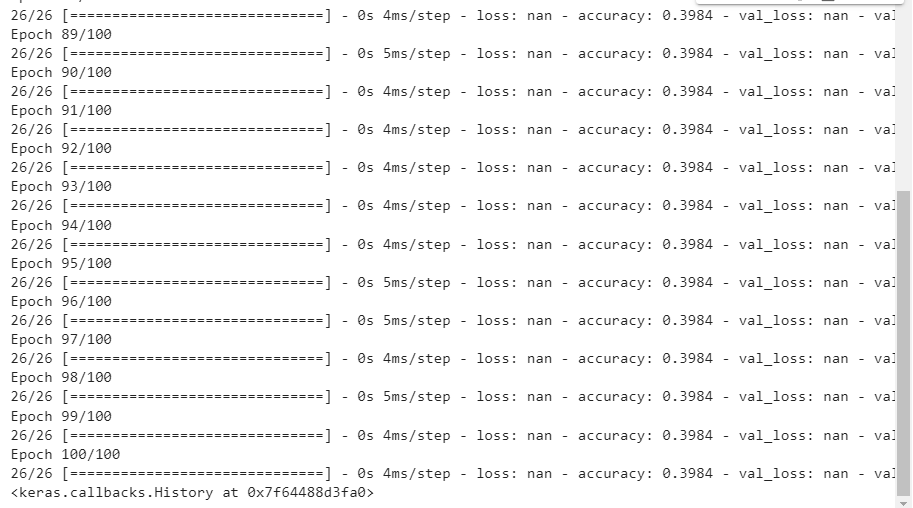 26/26 [==============================] - 0s 4ms/step - loss: nan - accuracy: 0.3984 - val_loss: nan - val
Epoch 89/100
26/26 [==============================] - 0s 5ms/step - loss: nan - accuracy: 0.3984 - val_loss: nan - val
Epoch 90/100
26/26 [==============================] - 0s 4ms/step - loss: nan - accuracy: 0.3984 - val_loss: nan - val
Epoch 91/100
26/26 [==============================] - 0s 4ms/step - loss: nan - accuracy: 0.3984 - val_loss: nan - val
Epoch 92/100
26/26 [==============================] - 0s 4ms/step - loss: nan - accuracy: 0.3984 - val_loss: nan - val
Epoch 93/100
26/26 [==============================] - 0s 4ms/step - loss: nan - accuracy: 0.3984 - val_loss: nan - val
Epoch 94/100
26/26 [==============================] - 0s 4ms/step - loss: nan - accuracy: 0.3984 - val_loss: nan - val
Epoch 95/100
26/26 [==============================] - 0s 5ms/step - loss: nan - accuracy: 0.3984 - val_loss: nan - val
Epoch 96/100
26/26 [==============================] - 0s 5ms/step - loss: nan - accuracy: 0.3984 - val_loss: nan - val
Epoch 97/100
26/26 [==============================] - 0s 4ms/step - loss: nan - accuracy: 0.3984 - val_loss: nan - val
Epoch 98/100
26/26 [==============================] - 0s 5ms/step - loss: nan - accuracy: 0.3984 - val_loss: nan - val
Epoch 99/100
26/26 [==============================] - 0s 4ms/step - loss: nan - accuracy: 0.3984 - val_loss: nan - val
Epoch 100/100
26/26 [==============================] - 0s 4ms/step - loss: nan - accuracy: 0.3984 - val_loss: nan - val
<keras.callbacks.History at 0x7f64488d3fa0>